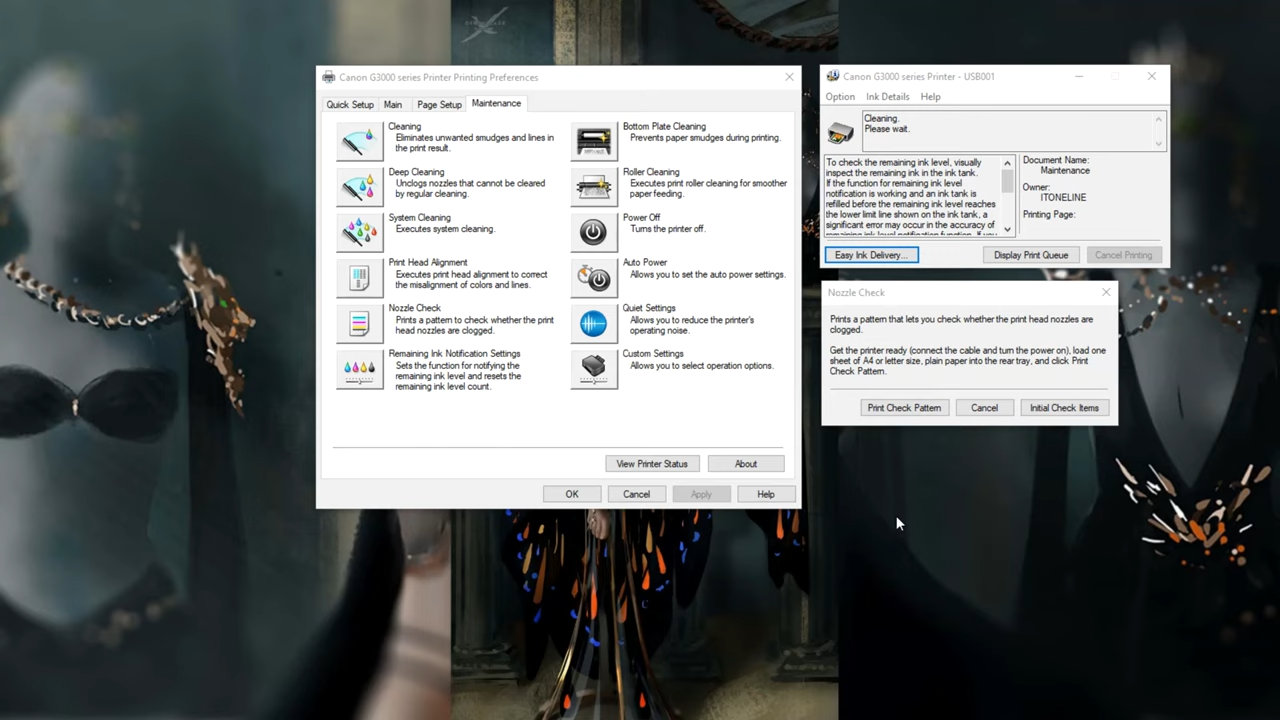 Canon G3000 series Printer Printing Preferences
Quick Setup
Main
Page Setup
Maintenance
Cleaning
Eliminates unwanted smudges and lines in
the print result.
Deep Cleaning
Unclogs nozzles that cannot be cleared
by regular cleaning.
System Cleaning
Executes system cleaning.
Print Head Alignment
Executes print head alignment to correct
the misalignment of colors and lines.
Nozzle Check
Prints a pattern to check whether the print
head nozzles are clogged.
Remaining Ink Notification Settings
Sets the function for notifying the
remaining ink level and resets the
remaining ink level count.
Bottom Plate Cleaning
Prevents paper smudges during printing.
Roller Cleaning
Executes print roller cleaning for smoother
paper feeding.
Power Off
Turns the printer off.
Auto Power
Allows you to set the auto power settings.
Quiet Settings
Allows you to reduce the printer's
operating noise.
Custom Settings
Allows you to select operation options.
View Printer Status
About
OK
Cancel
Apply
Help
Canon G3000 series Printer - USB001
Option
Ink Details
Help
Cleaning.
Please wait.
To check the remaining ink level, visually
inspect the remaining ink in the ink tank.
If the function for remaining ink level
notification is working and an ink tank is
refilled before the remaining ink level reaches
the lower limit line shown on the ink tank, a
significant error may occur in the accuracy of
remaining ink level notification function. If you
Document Name:
Maintenance
Owner:
ITONELINE
Printing Page:
Easy Ink Delivery...
Display Print Queue
Cancel Printing
Nozzle Check
Prints a pattern that lets you check whether the print head nozzles are
clogged.
Get the printer ready (connect the cable and turn the power on), load one
sheet of A4 or letter size, plain paper into the rear tray, and click Print
Check Pattern.
Print Check Pattern
Cancel
Initial Check Items